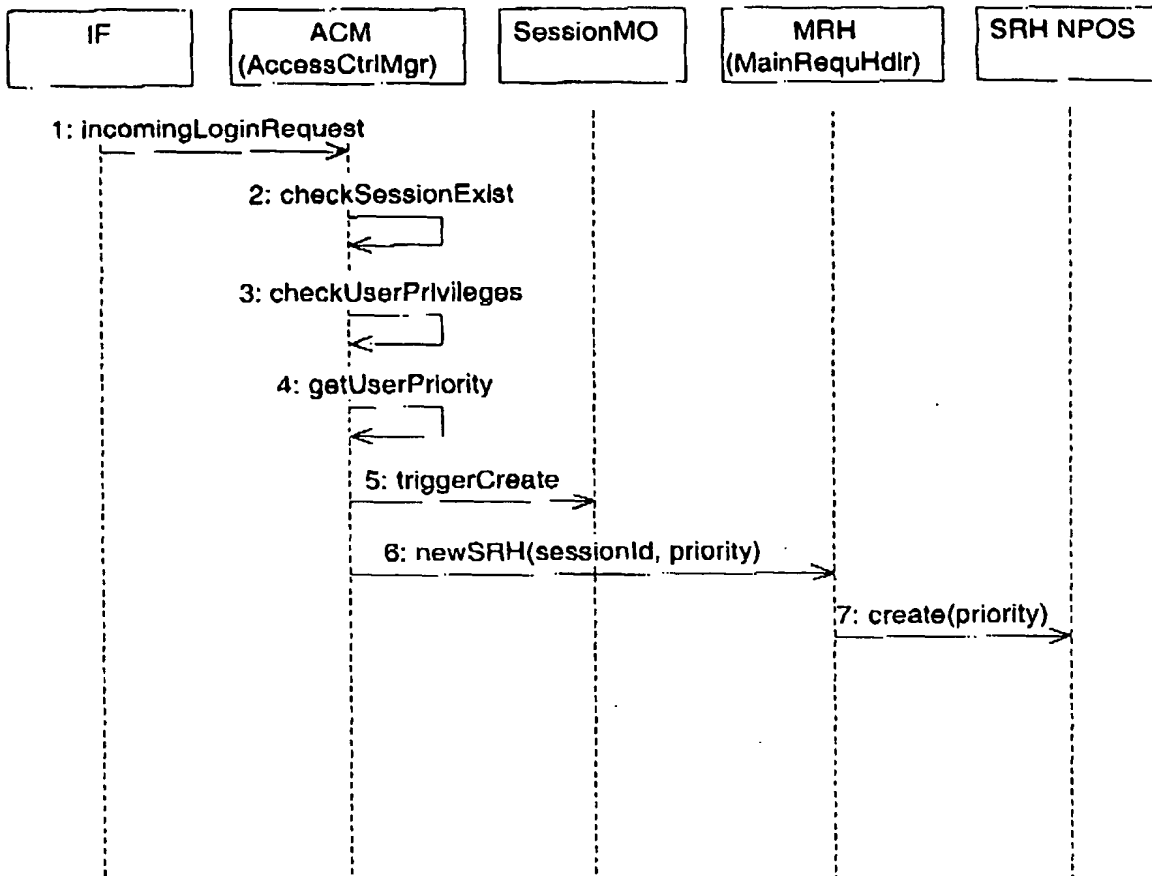 IF
ACM
(AccessCtrlMgr)
SessionMO
MRH
(MainRequHdlr)
SRH NPOS
1: incomingLoginRequest
2: checkSessionExist
3: checkUserPrivileges
4: getUserPriority
5: triggerCreate
6: newSRH(sessionId, priority)
7: create(priority)